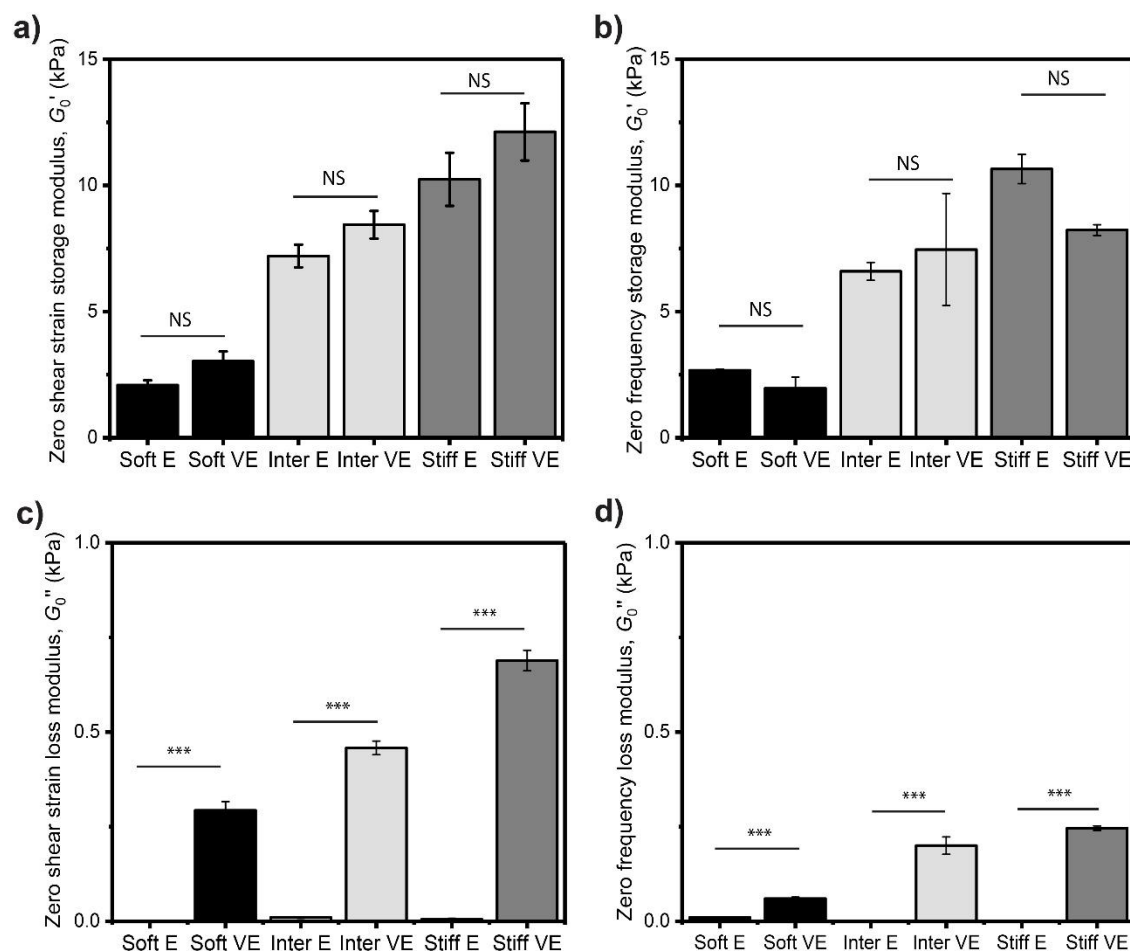 a)
Zero shear strain storage modulus, G₀' (kPa)
15
10
5
0
NS
NS
NS
Soft E Soft VE Inter E Inter VE Stiff E Stiff VE
b)
Zero frequency storage modulus, G₀' (kPa)
15
10
5
0
NS
NS
NS
Soft E Soft VE Inter E Inter VE Stiff E Stiff VE
c)
Zero shear strain loss modulus, G₀" (kPa)
1.0
0.5
0.0
***
***
***
Soft E Soft VE Inter E Inter VE Stiff E Stiff VE
d)
Zero frequency loss modulus, G₀" (kPa)
1.0
0.5
0.0
***
***
***
Soft E Soft VE Inter E Inter VE Stiff E Stiff VE